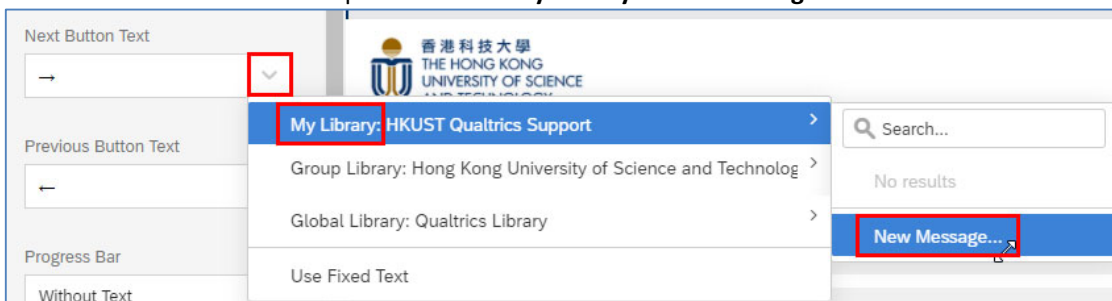 Next Button Text
→
香港科技大學
THE HONG KONG
UNIVERSITY OF SCIENCE
AND TECHNOLOGY
My Library: HKUST Qualtrics Support
Search...
Previous Button Text
Group Library: Hong Kong University of Science and Technolog
No results
←
Global Library: Qualtrics Library
New Message...
Progress Bar
Use Fixed Text
Without Text